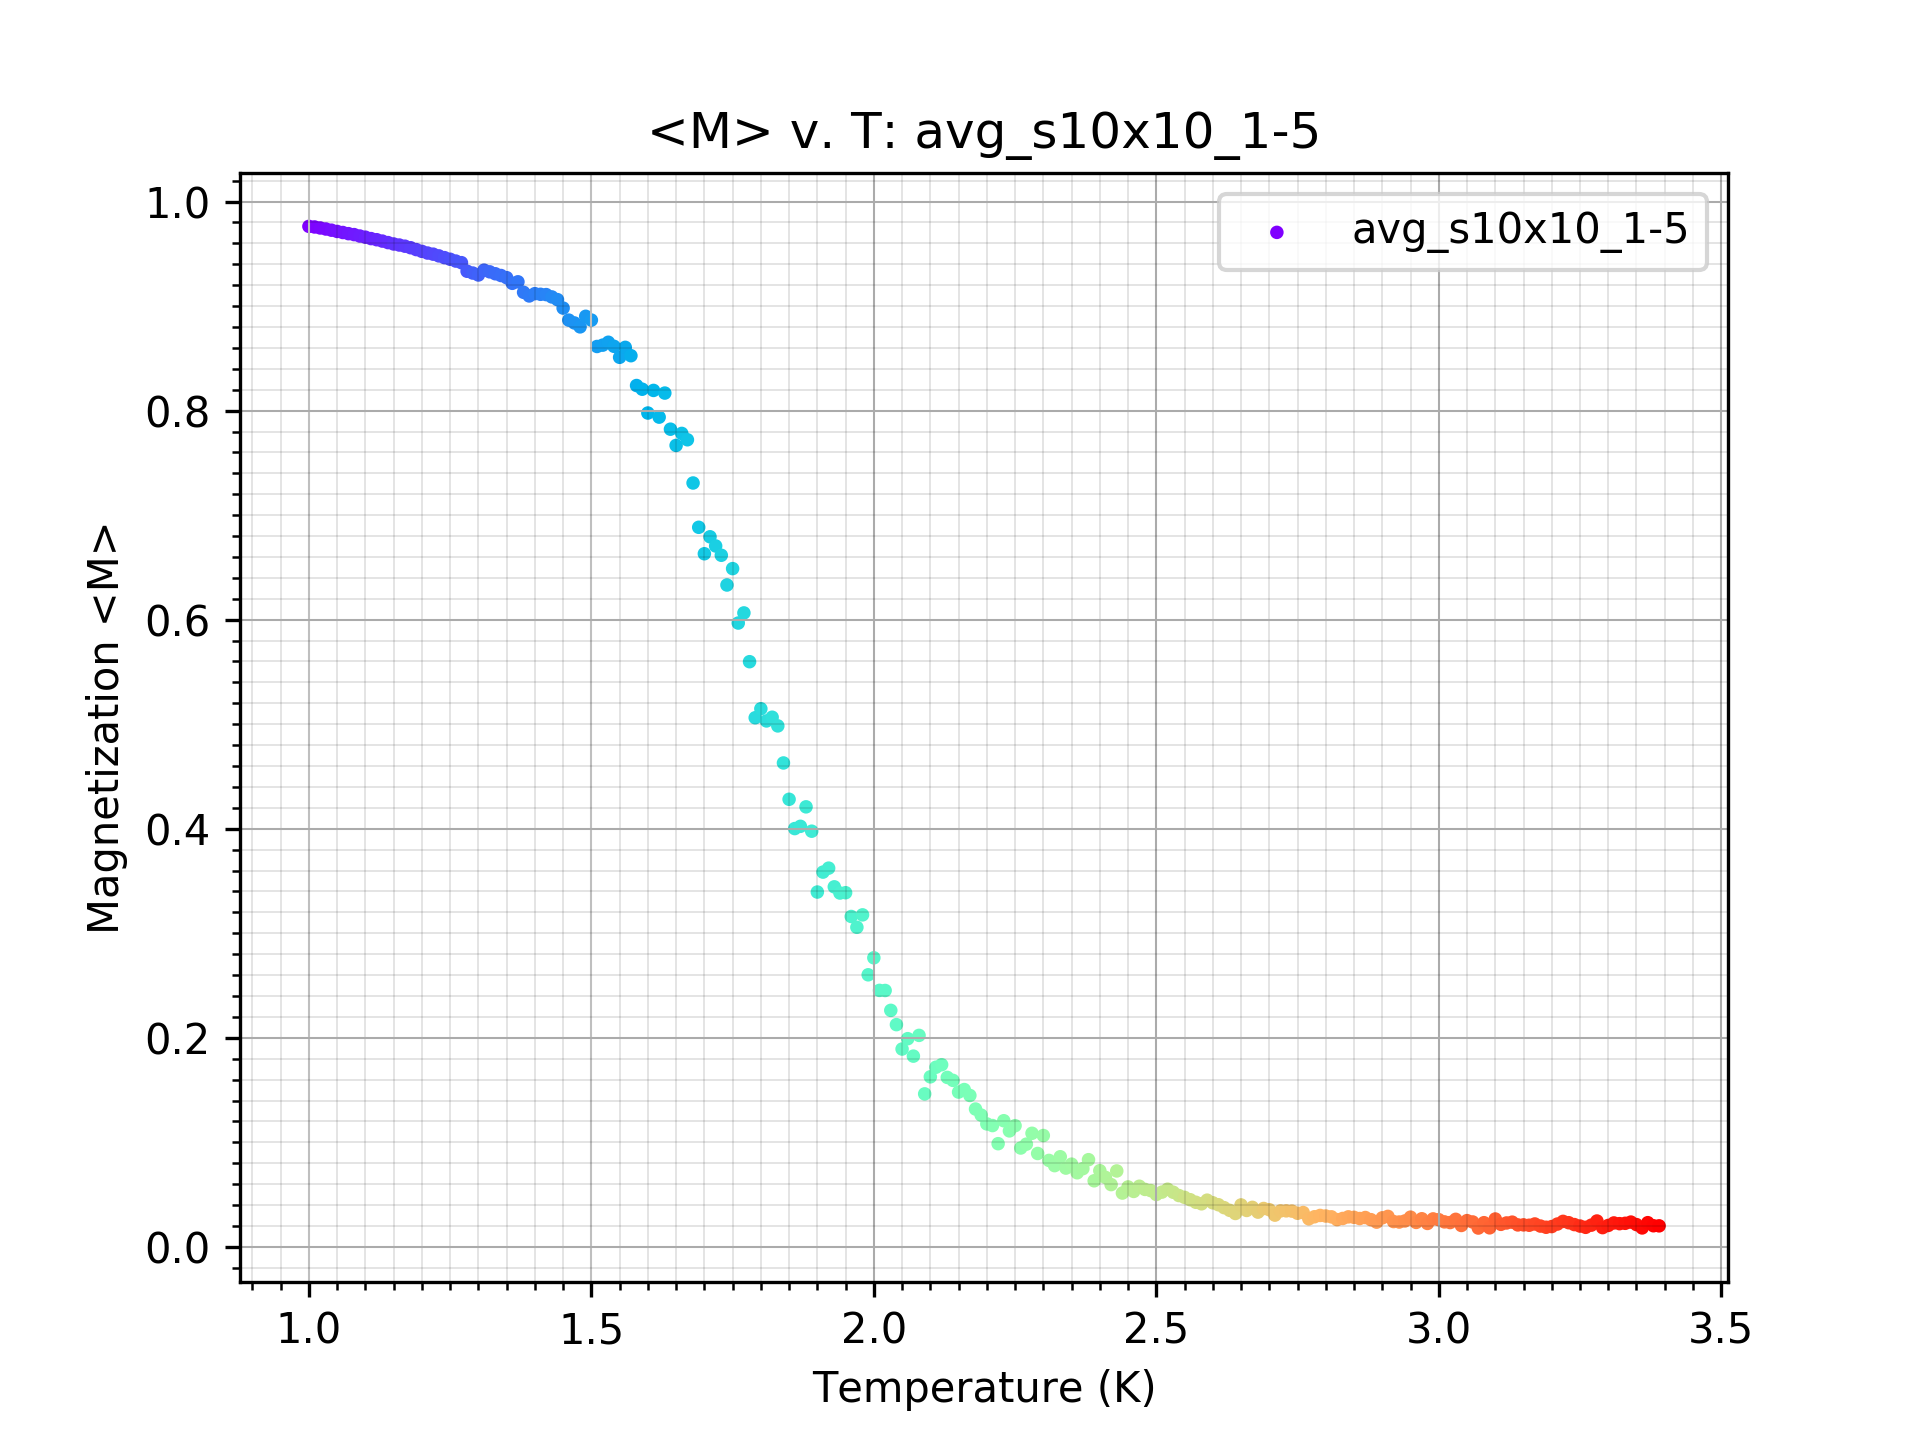 <M> v. T: avg_s10x10_1-5
avg_s10x10_1-5
Magnetization <M>
1.0
0.8
0.6
0.4
0.2
0.0
1.0 1.5 2.0 2.5 3.0 3.5
Temperature (K)